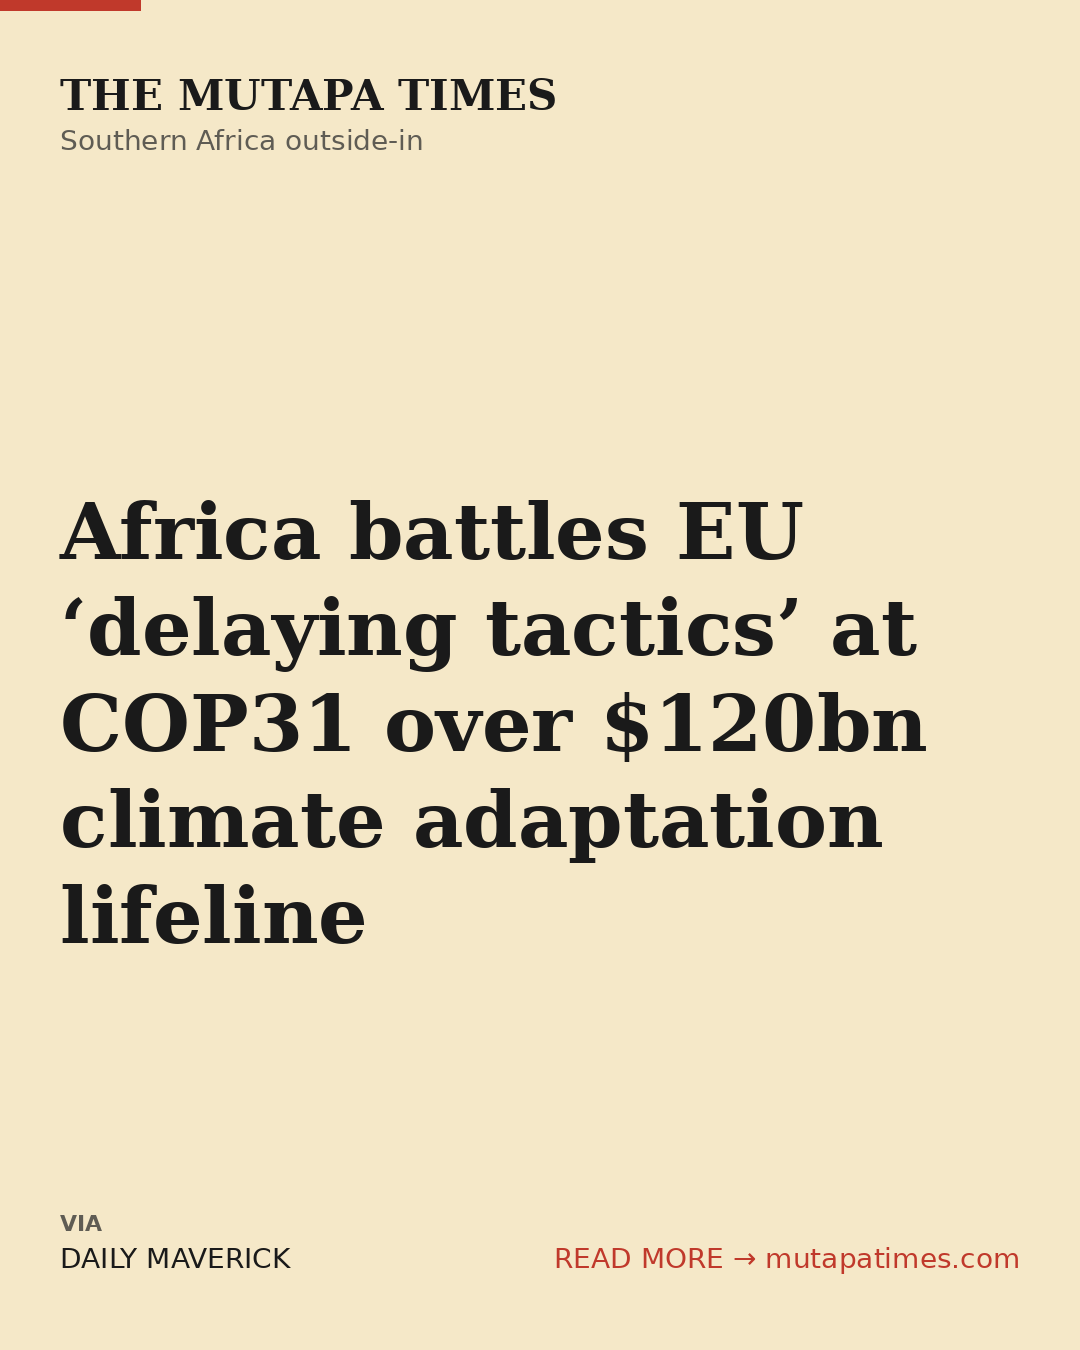 THE MUTAPA TIMES
Southern Africa outside-in
Africa battles EU
‘delaying tactics’ at
COP31 over $120bn
climate adaptation
lifeline
VIA
DAILY MAVERICK
READ MORE → mutapatimes.com